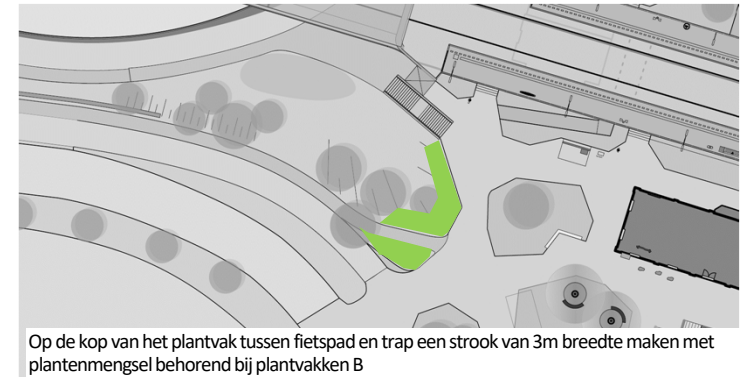 Op de kop van het plantvak tussen fietspad en trap een strook van 3m breedte maken met
plantenmengsel behorend bij plantvakken B